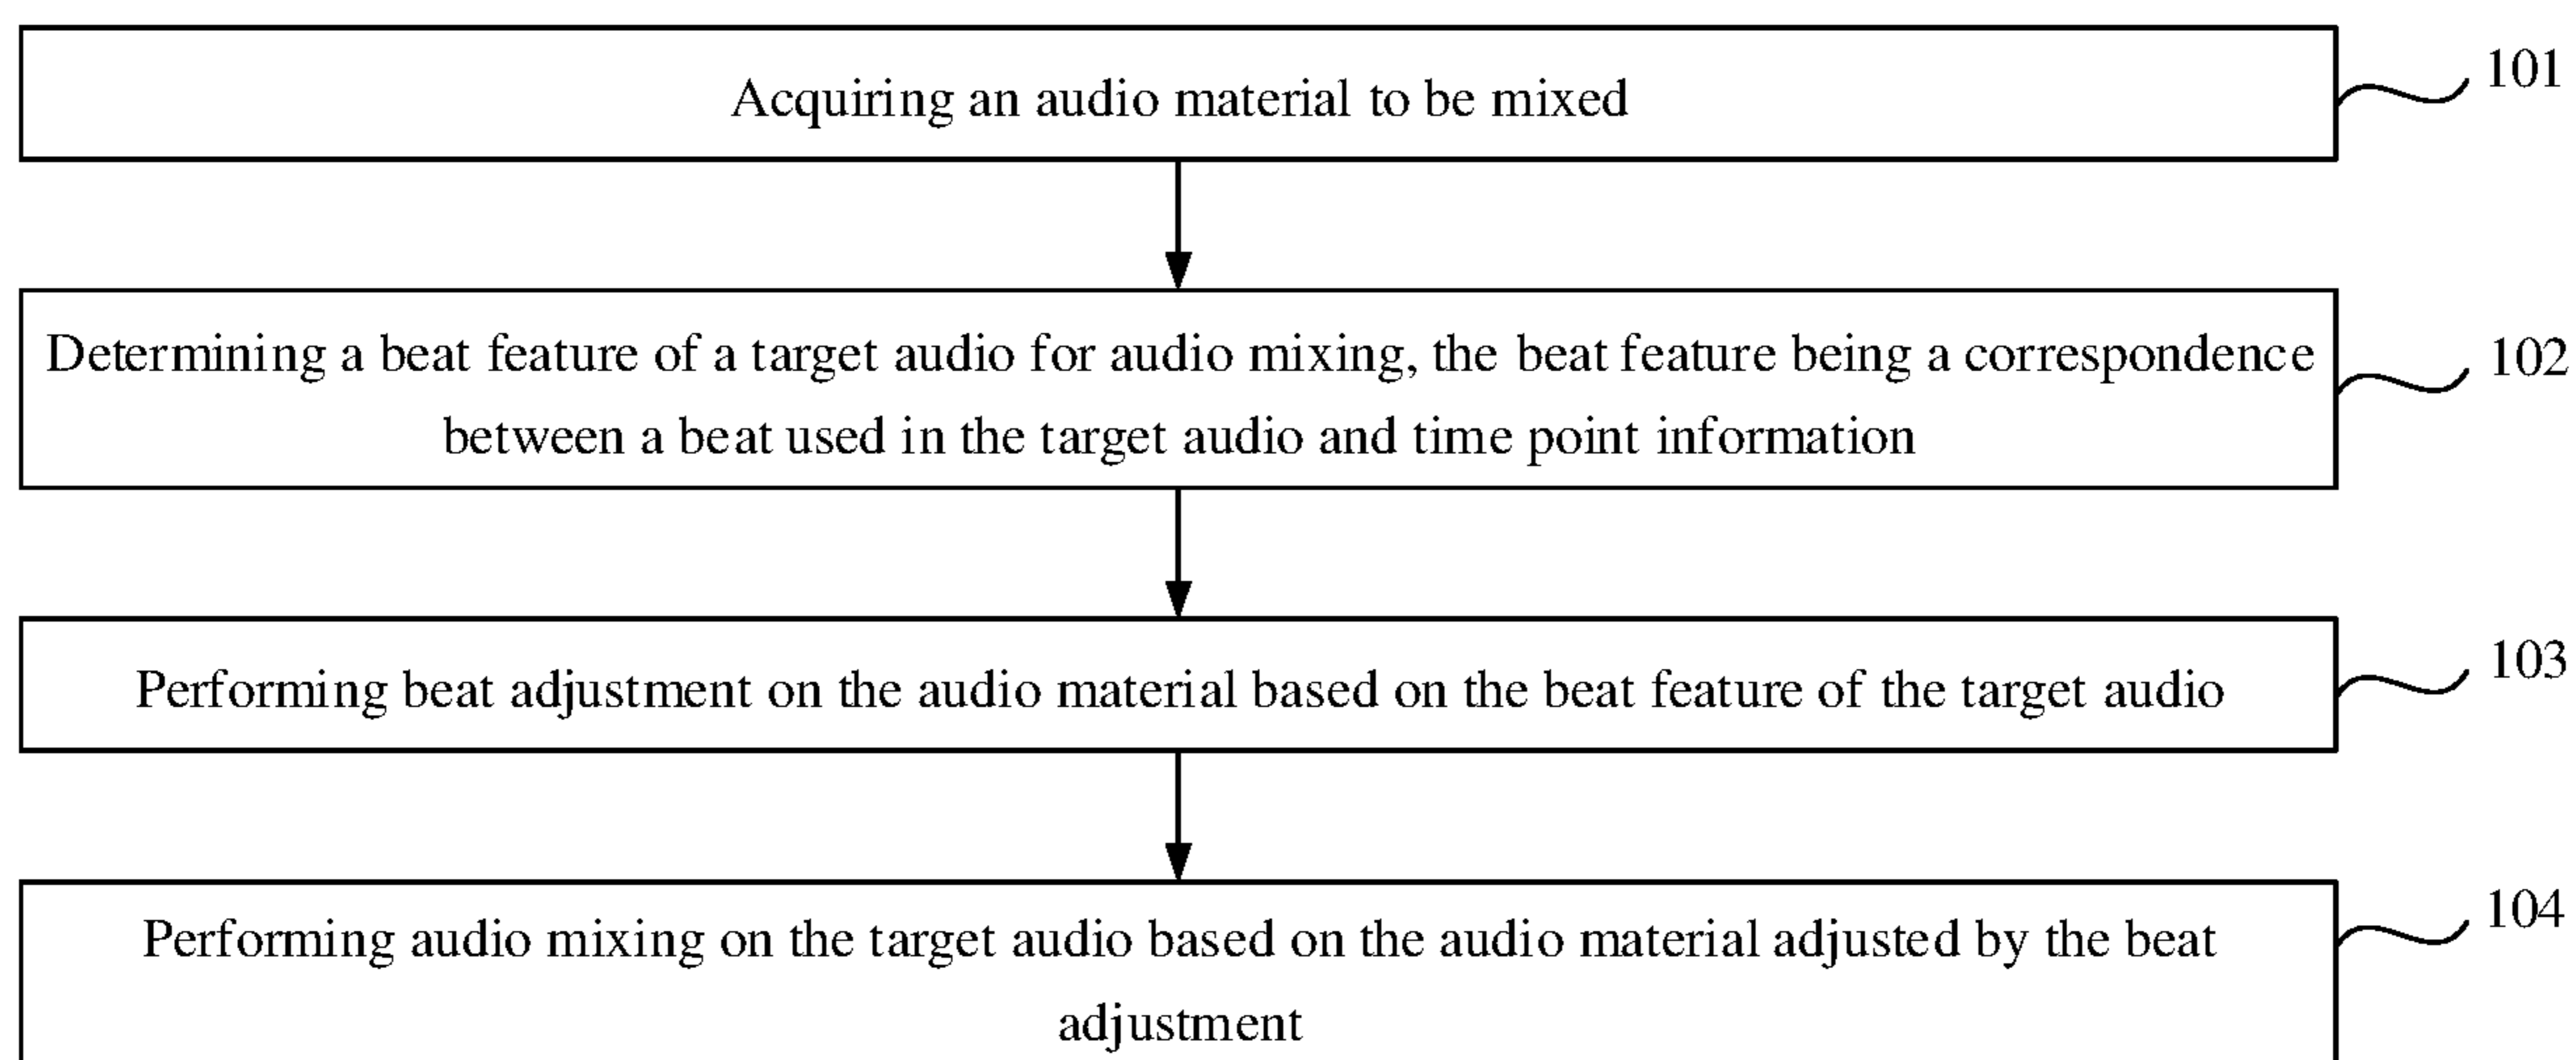 Acquiring an audio material to be mixed
101
Determining a beat feature of a target audio for audio mixing, the beat feature being a correspondence
between a beat used in the target audio and time point information
102
Performing beat adjustment on the audio material based on the beat feature of the target audio
103
Performing audio mixing on the target audio based on the audio material adjusted by the beat
adjustment
104